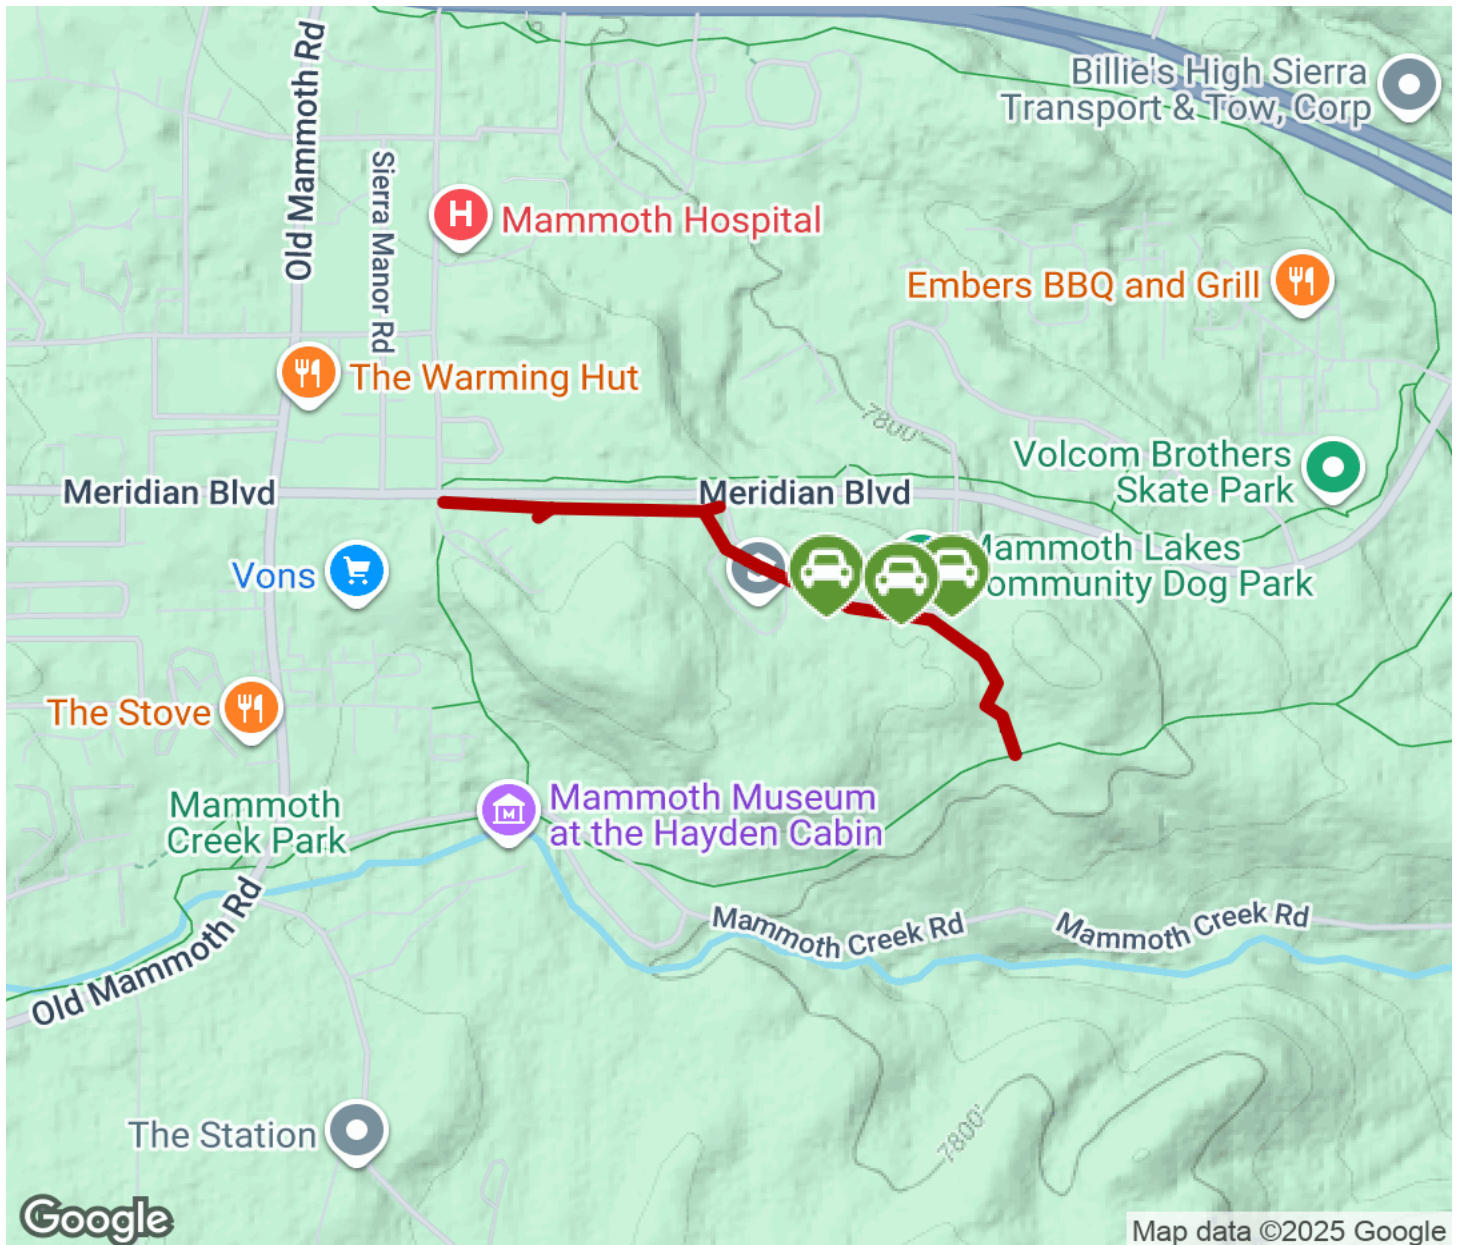 Old Mammoth Rd
Sierra Manor Rd
Billie's High Sierra
Transport & Tow, Corp
H
Mammoth Hospital
Embers BBQ and Grill
The Warming Hut
7800'
Volcom Brothers
Skate Park
Meridian Blvd
Meridian Blvd
Vons
Mammoth Lakes
ommunity Dog Park
The Stove
Mammoth
Creek Park
M
Mammoth Museum
at the Hayden Cabin
Mammoth Creek Rd
Mammoth Creek Rd
Old Mammoth Rd
The Station
7800'
Google
Map data ©2025 Google